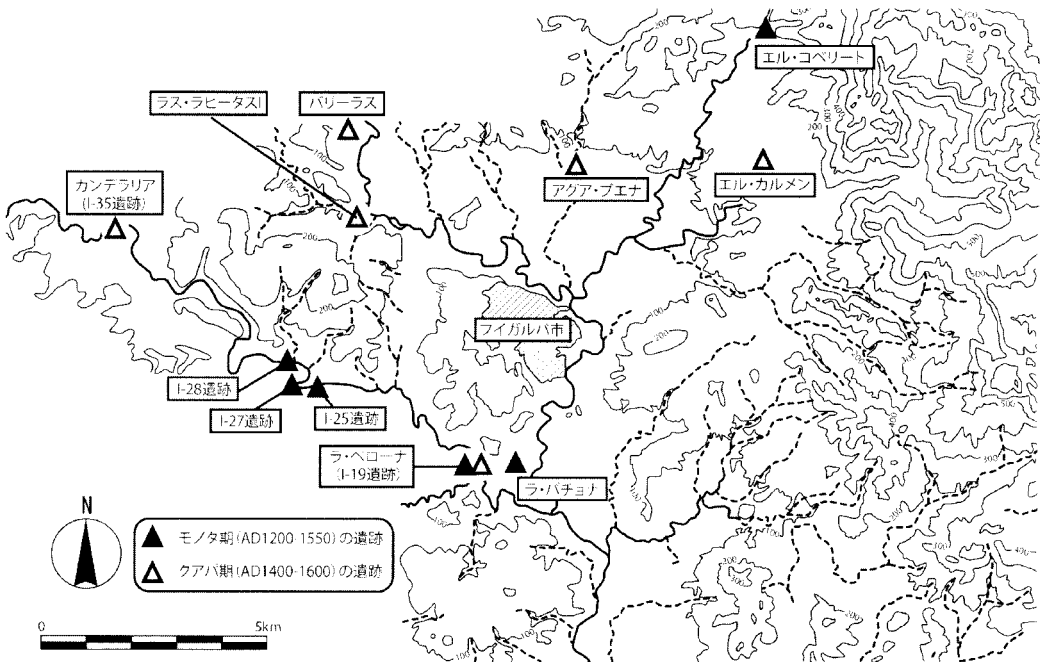 エル・コベリート
ラス・ラヒータスI
バリーラス
アグア・ブエナ
エル・カルメン
カンデラリア
(I-35遺跡)
フイガルパ市
I-28遺跡
I-27遺跡
I-25遺跡
ラ・ペローナ
(I-19遺跡)
ラ・パチョナ
N
モノタ期(AD1200-1550)の遺跡
クアパ期(AD1400-1600)の遺跡
0
5km